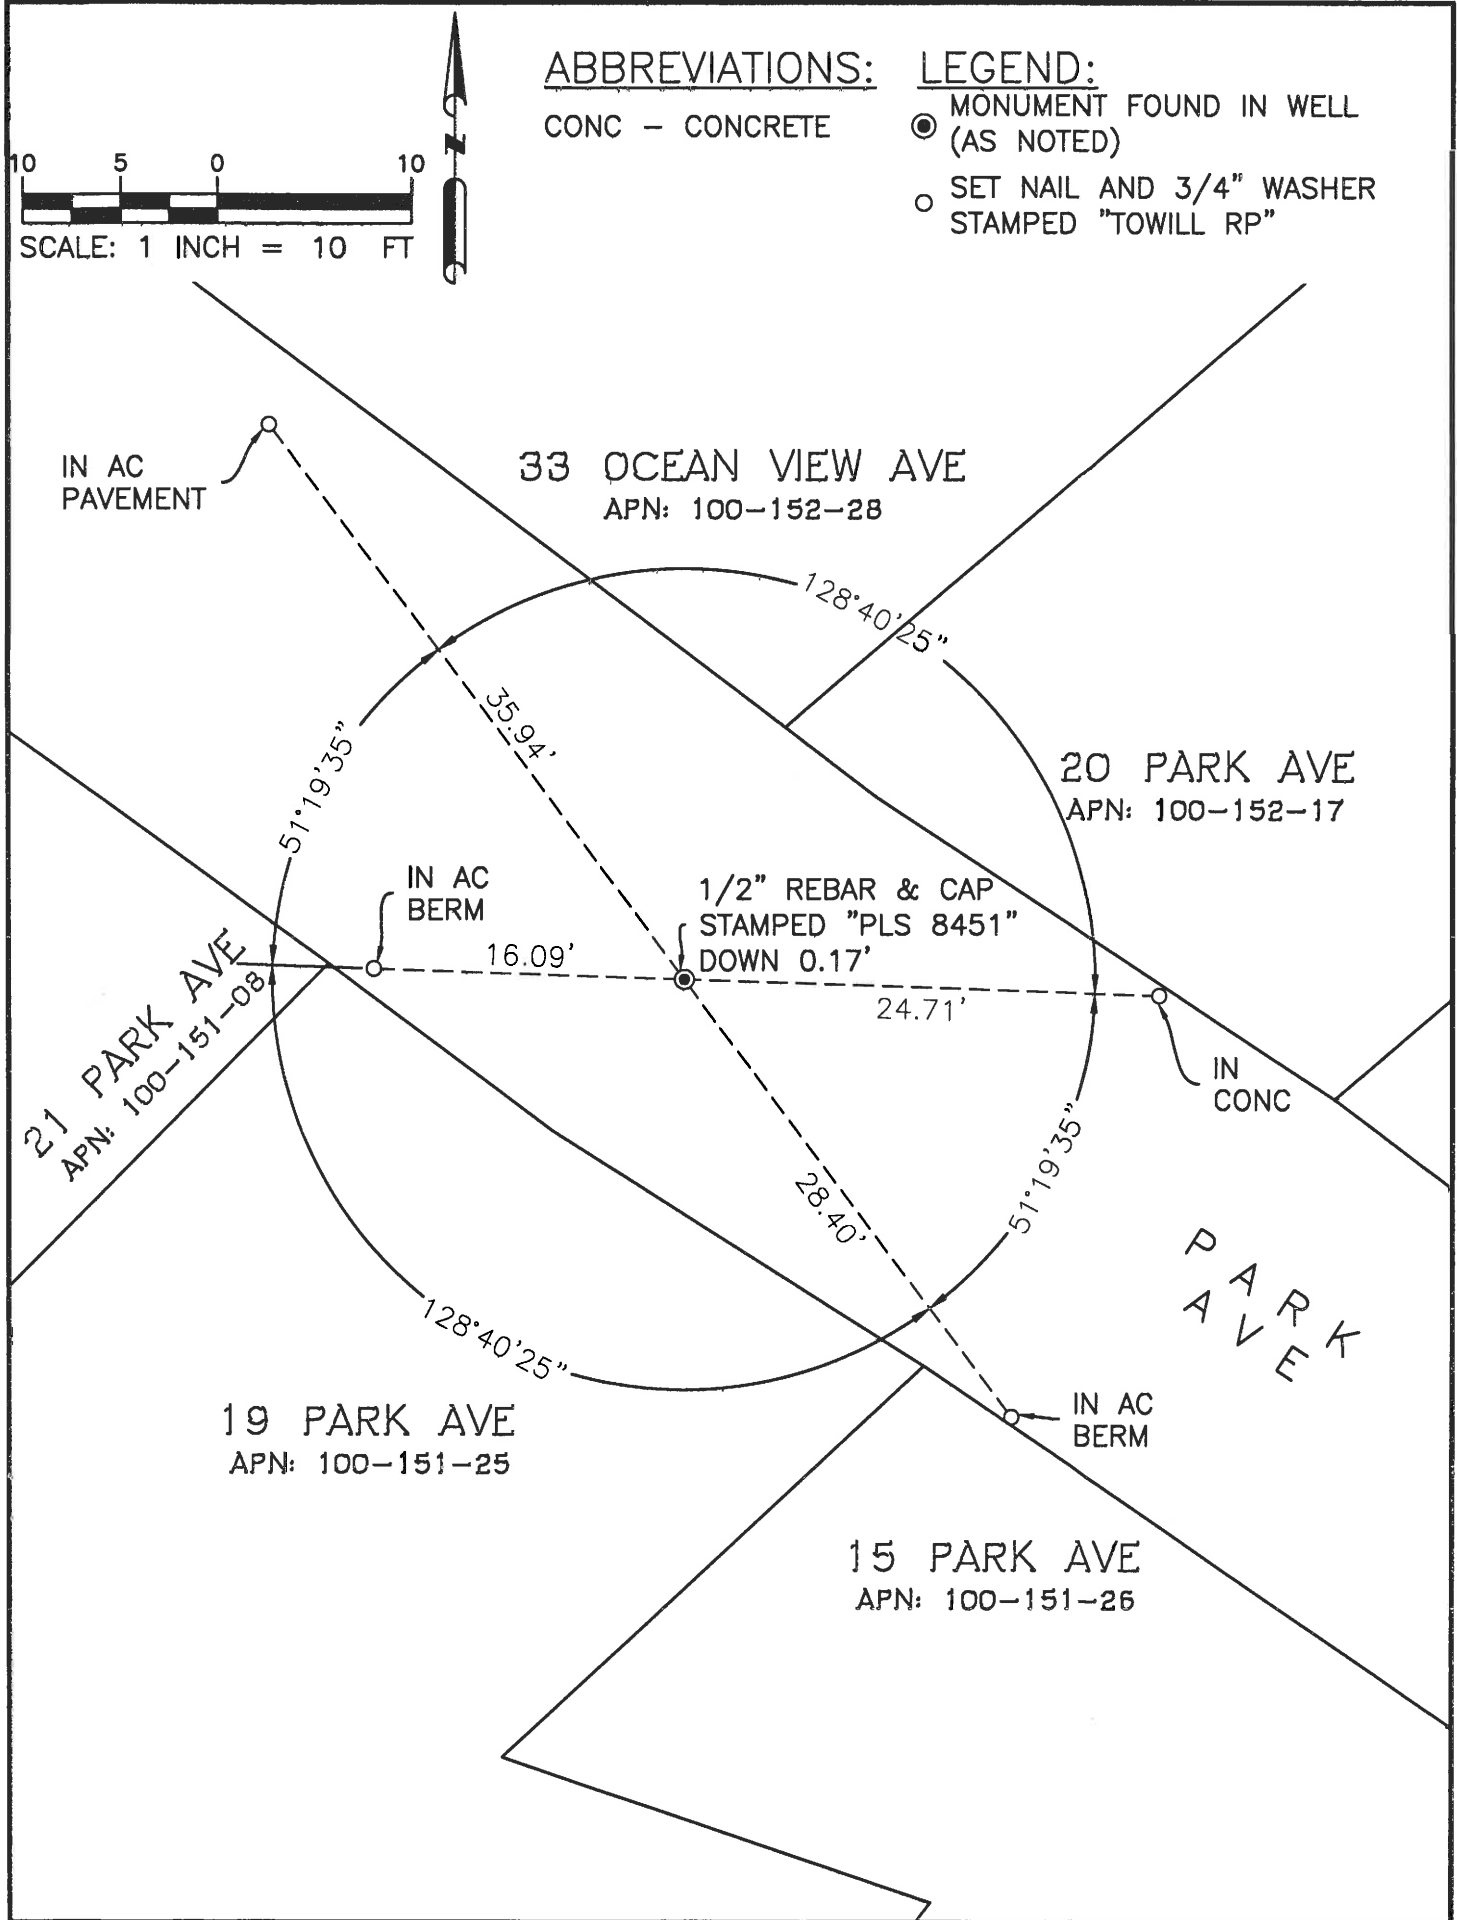 ABBREVIATIONS:
CONC - CONCRETE
LEGEND:
MONUMENT FOUND IN WELL
(AS NOTED)
SET NAIL AND 3/4" WASHER
STAMPED "TOWILL RP"
N
10 5 0 10
SCALE: 1 INCH = 10 FT
IN AC
PAVEMENT
33 OCEAN VIEW AVE
APN: 100-152-28
128°40'25"
35.94'
51°19'35"
20 PARK AVE
APN: 100-152-17
IN AC
BERM
1/2" REBAR & CAP
STAMPED "PLS 8451"
DOWN 0.17'
16.09'
24.71'
21 PARK AVE
APN: 100-151-08
IN
CONC
51°19'35"
28.40'
PARK
AVE
128°40'25"
19 PARK AVE
APN: 100-151-25
IN AC
BERM
15 PARK AVE
APN: 100-151-26